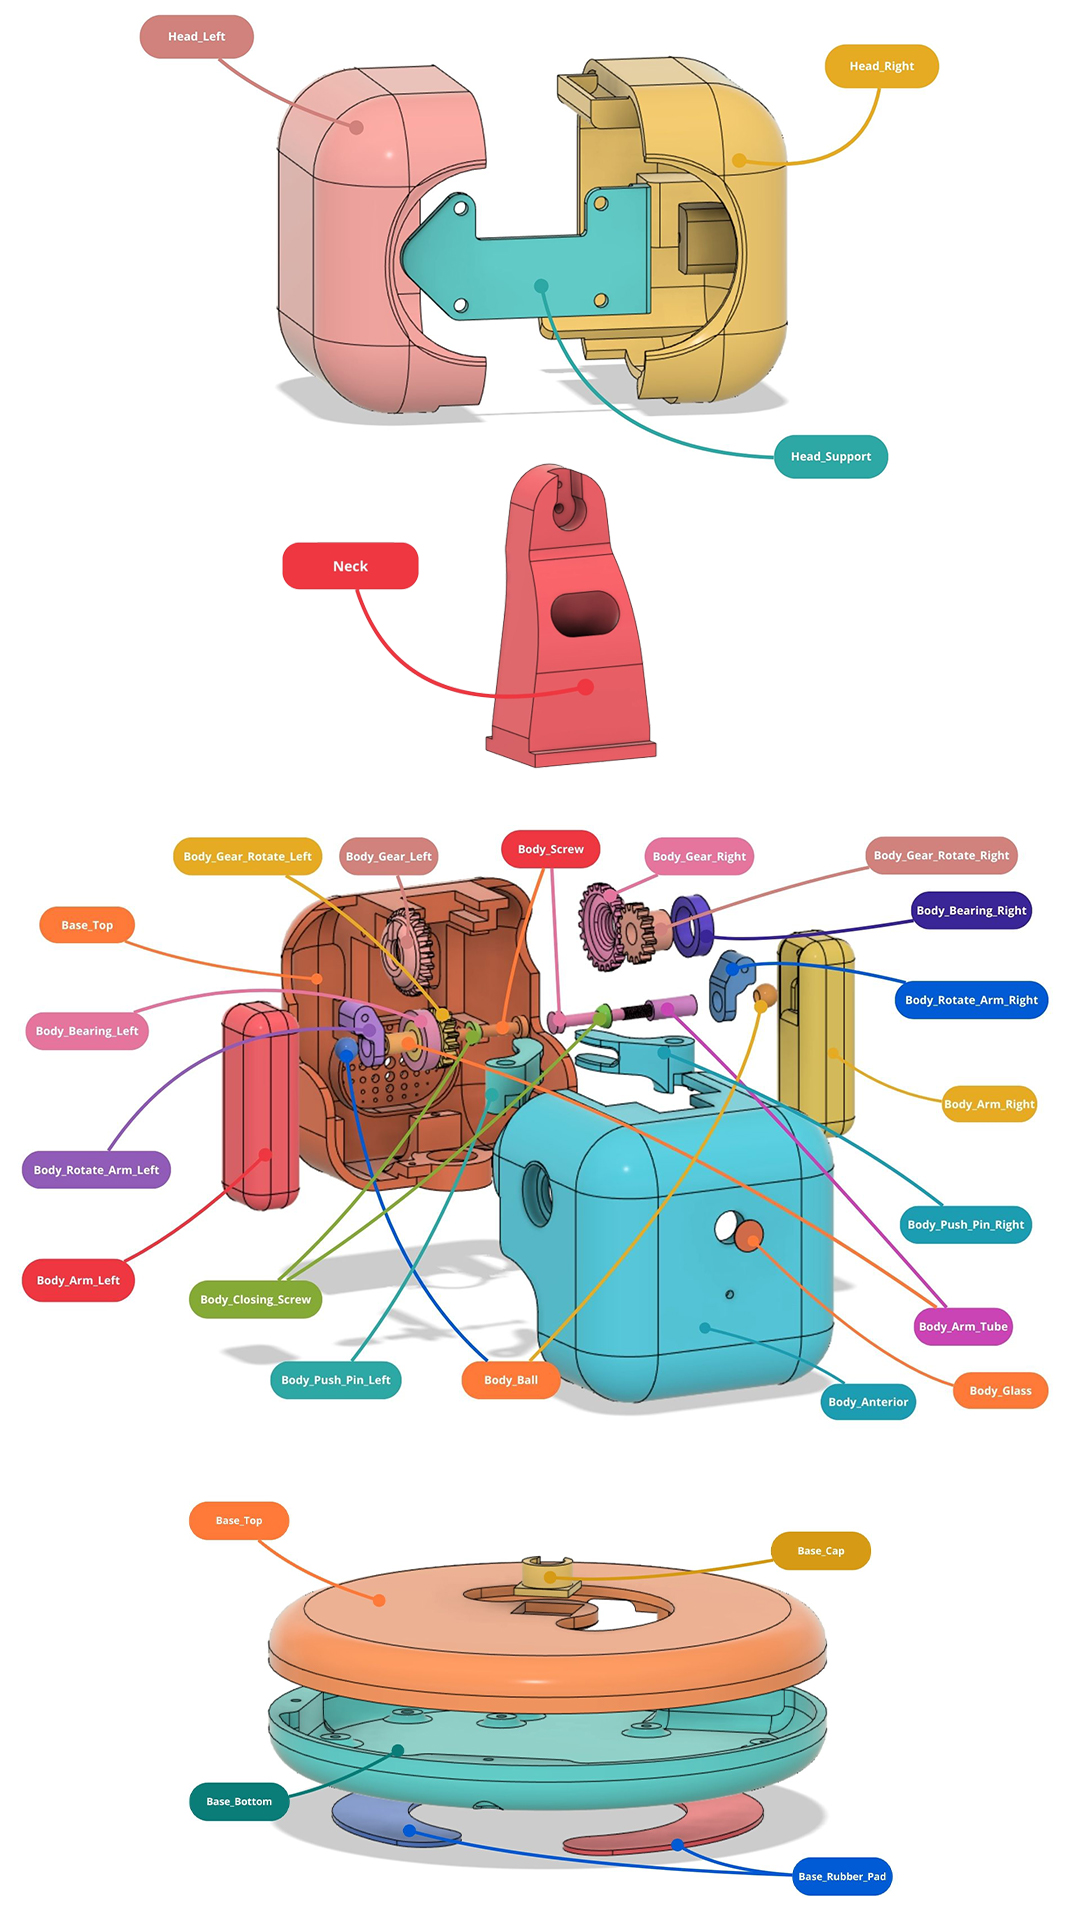 Head_Left
Head_Right
Head_Support
Neck
Body_Gear_Rotate_Left
Body_Gear_Left
Body_Screw
Body_Gear_Right
Body_Gear_Rotate_Right
Base_Top
Body_Bearing_Right
Body_Bearing_Left
Body_Rotate_Arm_Right
Body_Arm_Right
Body_Rotate_Arm_Left
Body_Push_Pin_Right
Body_Arm_Left
Body_Closing_Screw
Body_Arm_Tube
Body_Push_Pin_Left
Body_Ball
Body_Glass
Body_Anterior
Base_Top
Base_Cap
Base_Bottom
Base_Rubber_Pad